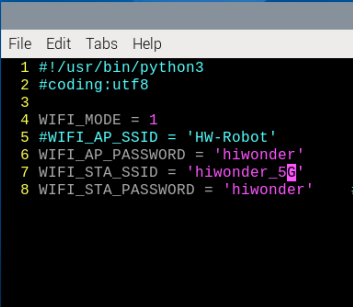 File Edit Tabs Help
1 #!/usr/bin/python3
2 #coding:utf8
3
4 WIFI_MODE = 1
5 #WIFI_AP_SSID = 'HW-Robot'
6 WIFI_AP_PASSWORD = 'hiwonder'
7 WIFI_STA_SSID = 'hiwonder_5G'
8 WIFI_STA_PASSWORD = 'hiwonder'